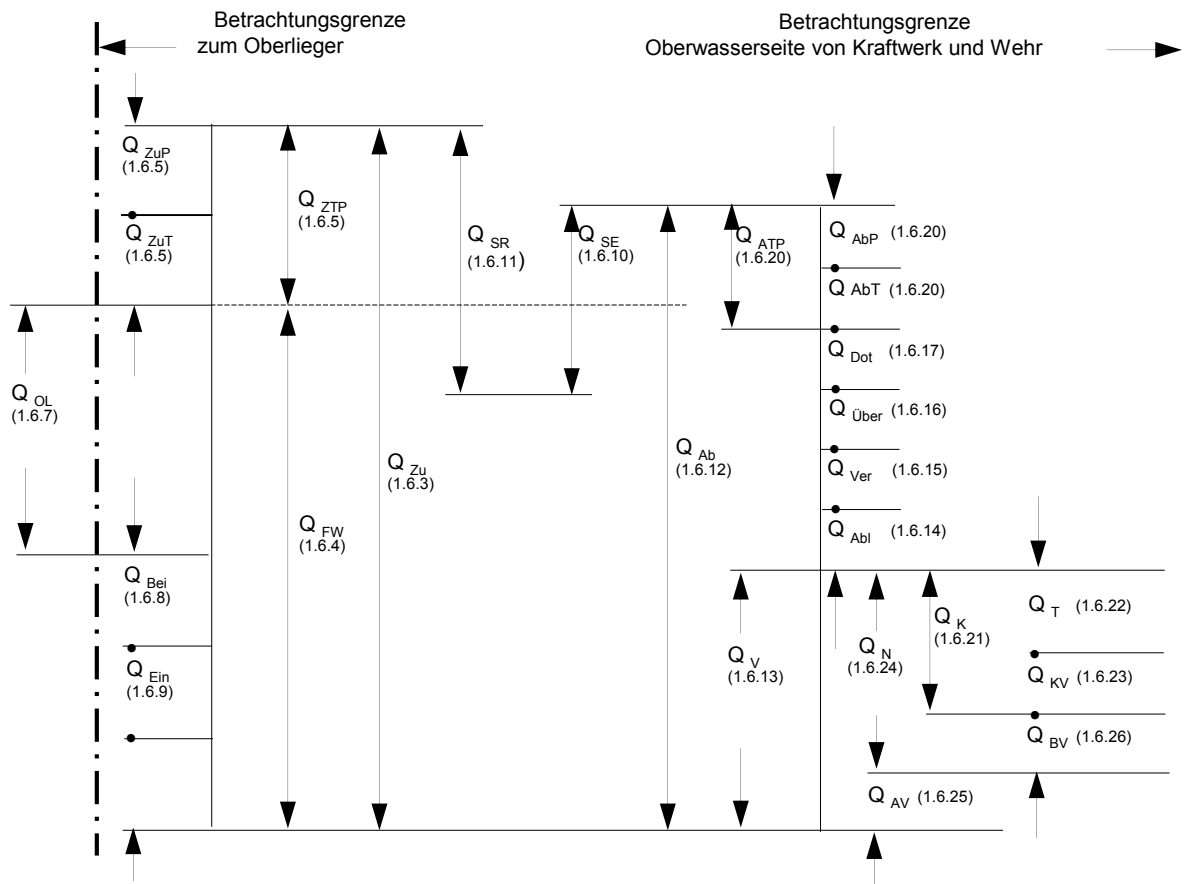 Betrachtungsgrenze
zum Oberlieger
Betrachtungsgrenze
Oberwasserseite von Kraftwerk und Wehr
Q ZuP
(1.6.5)
Q ZuT
(1.6.5)
Q OL
(1.6.7)
Q Bei
(1.6.8)
Q Ein
(1.6.9)
Q ZTP
(1.6.5)
Q FW
(1.6.4)
Q Zu
(1.6.3)
Q SR
(1.6.11)
Q SE
(1.6.10)
Q Ab
(1.6.12)
Q ATP
(1.6.20)
Q V
(1.6.13)
Q AbP (1.6.20)
Q AbT (1.6.20)
Q Dot (1.6.17)
Q Über (1.6.16)
Q Ver (1.6.15)
Q Abl (1.6.14)
Q N
(1.6.24)
Q K
(1.6.21)
Q T (1.6.22)
Q KV (1.6.23)
Q BV (1.6.26)
Q AV (1.6.25)